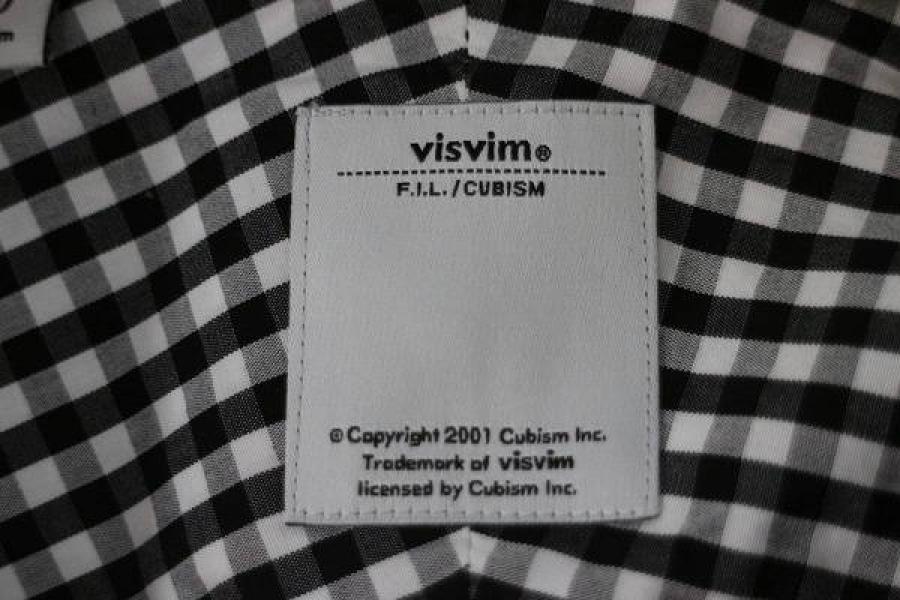 m
visvim®
F.I.L./CUBISM
© Copyright 2001 Cubism Inc.
Trademark of visvim
licensed by Cubism Inc.